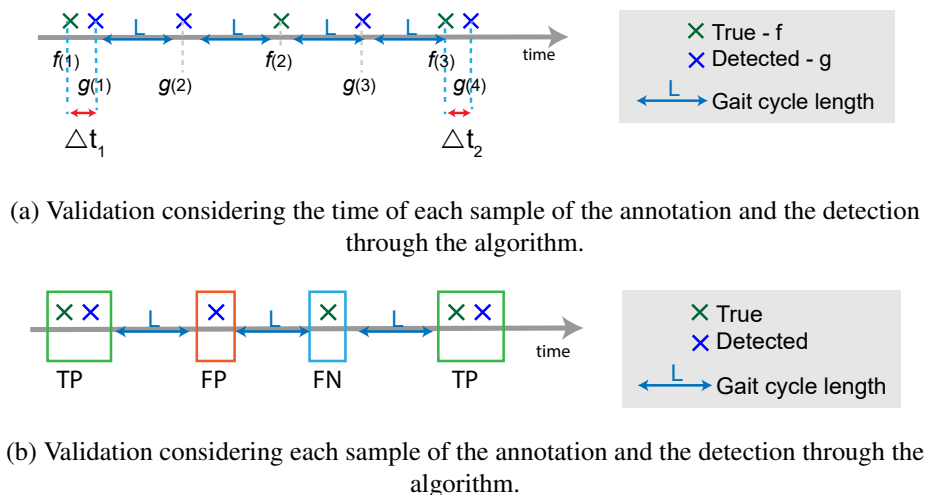 L L L L
time
f(1) f(2) f(3)
g(1) g(2) g(3) g(4)
△t1 △t2
True - f
Detected - g
L
Gait cycle length
(a) Validation considering the time of each sample of the annotation and the detection
through the algorithm.
L L L
time
TP FP FN TP
True
Detected
L
Gait cycle length
(b) Validation considering each sample of the annotation and the detection through the
algorithm.